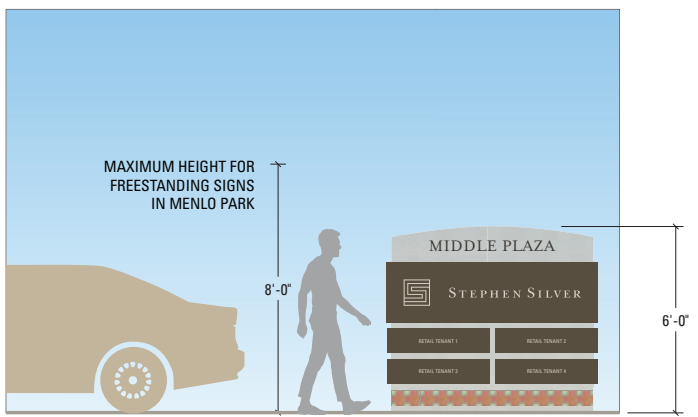 MAXIMUM HEIGHT FOR
FREESTANDING SIGNS
IN MENLO PARK
8'-0"
MIDDLE PLAZA
STEPHEN SILVER
RETAIL TENANT 1
RETAIL TENANT 2
RETAIL TENANT 3
RETAIL TENANT 4
6'-0"